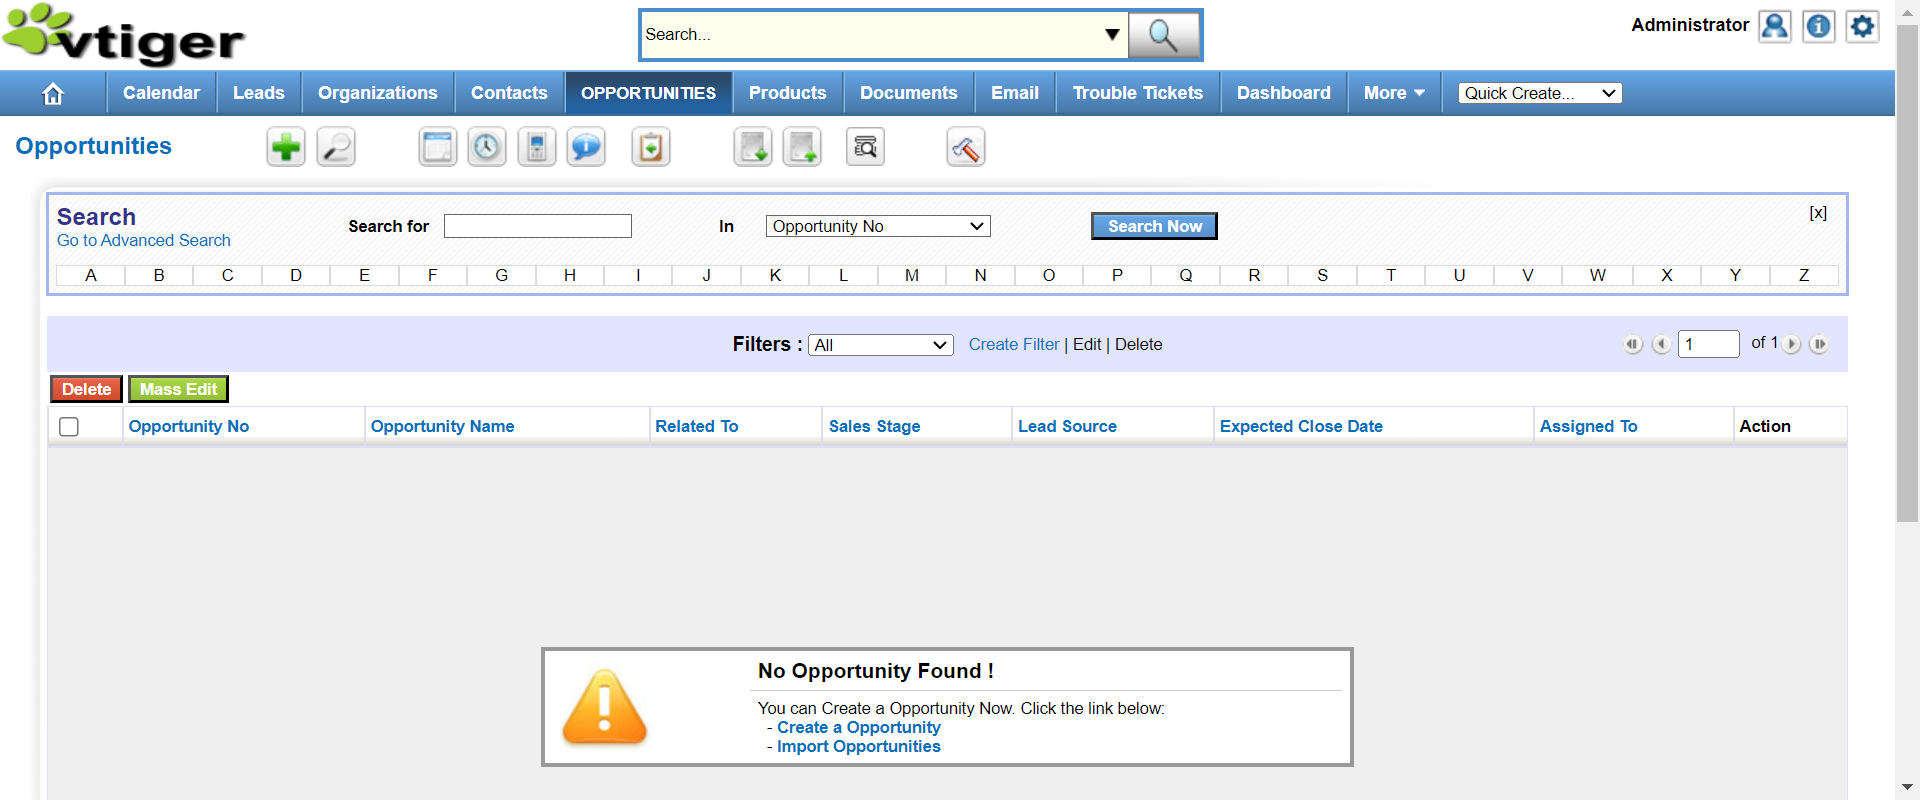 vtiger
Search...
Administrator
Calendar Leads Organizations Contacts OPPORTUNITIES Products Documents Email Trouble Tickets Dashboard More Quick Create...
Opportunities
Search
Go to Advanced Search
Search for In Opportunity No Search Now [x]
A B C D E F G H I J K L M N O P Q R S T U V W X Y Z
Filters : All Create Filter | Edit | Delete 1 of 1
Delete Mass Edit
Opportunity No Opportunity Name Related To Sales Stage Lead Source Expected Close Date Assigned To Action
No Opportunity Found !
You can Create a Opportunity Now. Click the link below:
- Create a Opportunity
- Import Opportunities